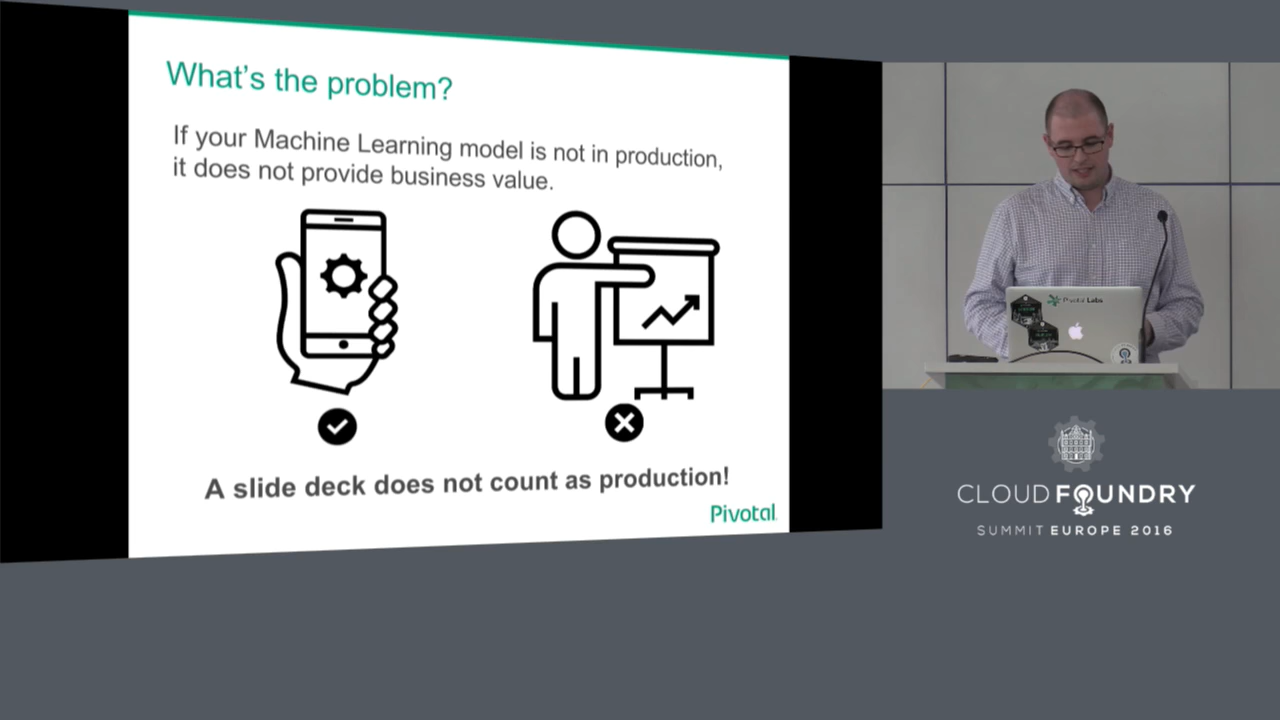 What's the problem?
If your Machine Learning model is not in production,
it does not provide business value.
A slide deck does not count as production!
Pivotal
Pivotal Labs
CLOUD FOUNDRY
SUMMIT EUROPE 2016